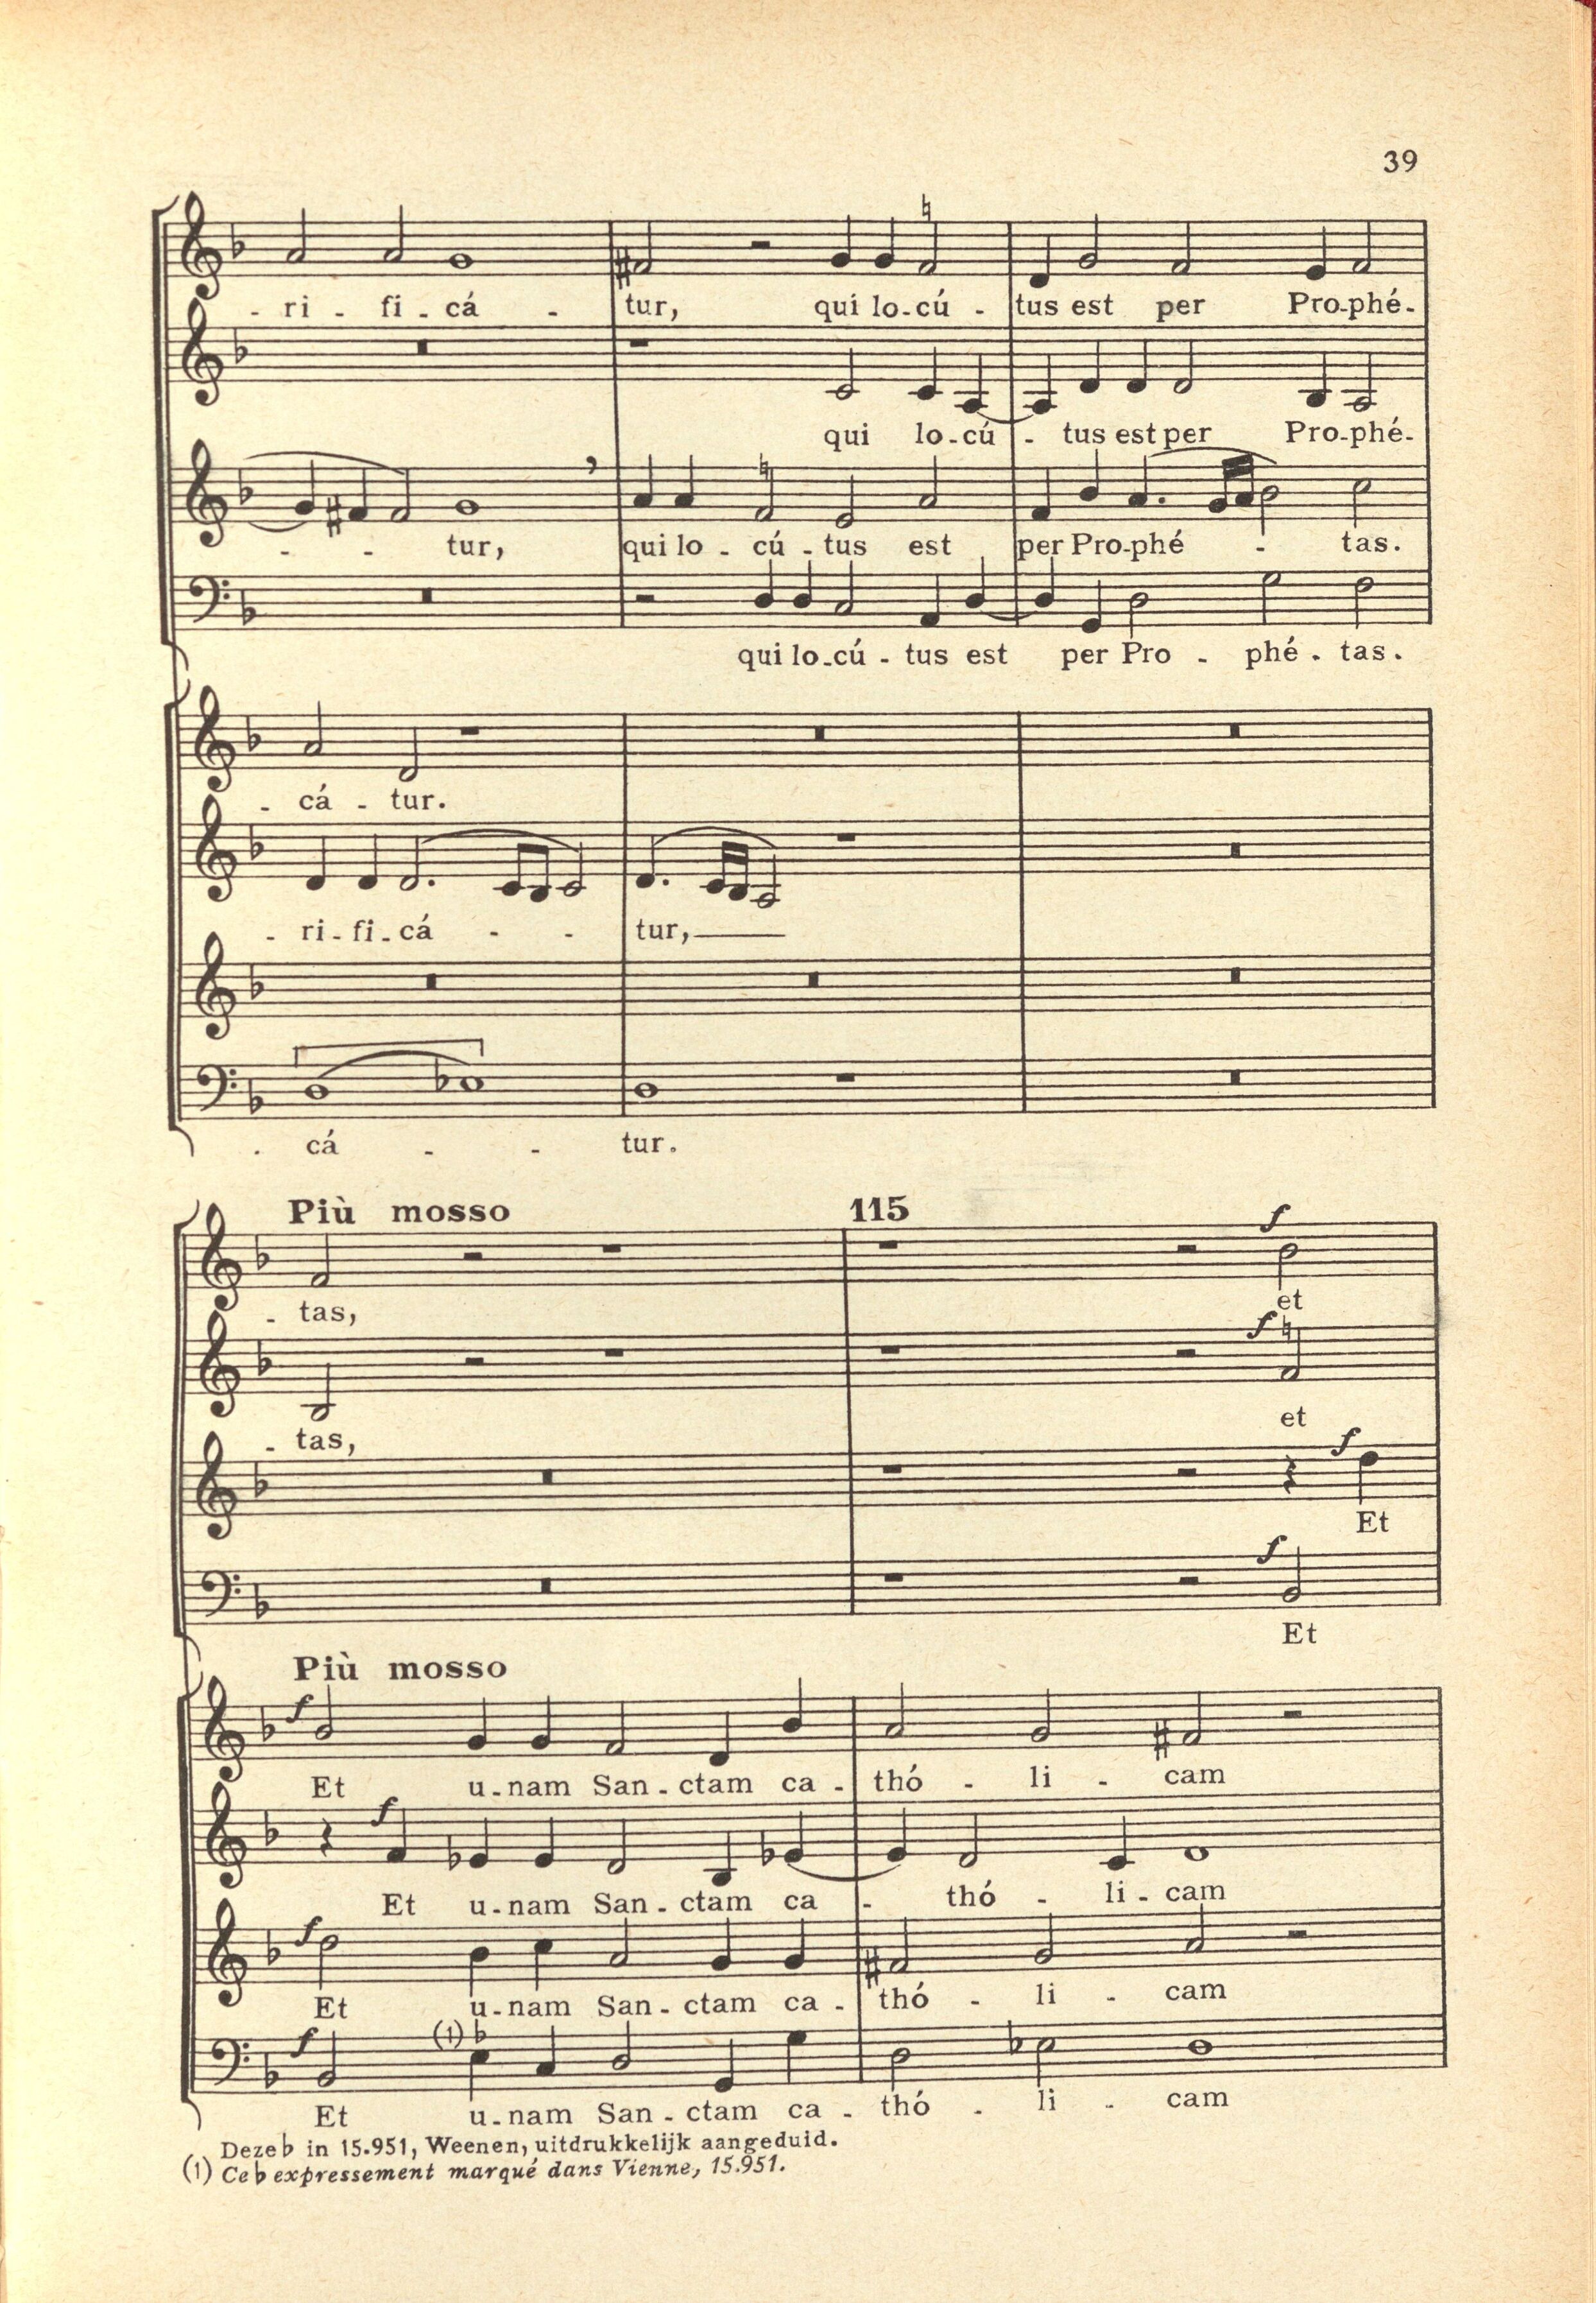 39
- ri - fi - cá - tur, qui lo - cú - tus est per Pro - phé -
qui lo - cú - tus est per Pro - phé -
- - tur, qui lo - cú - tus est per Pro - phé - tas.
qui lo - cú - tus est per Pro - phé - tas.
- cá - tur.
- ri - fi - cá - - tur,
- cá - - tur.
Più mosso 115
f
- tas, et
f
- tas, et
f
Et
f
Et
Più mosso
f
Et u - nam San - ctam ca - thó - li - cam
f
Et u - nam San - ctam ca - thó - li - cam
f
Et u - nam San - ctam ca - thó - li - cam
f (1) ♭
Et u - nam San - ctam ca - thó - li - cam
Deze ♭ in 15.951, Weenen, uitdrukkelijk aangeduid.
(1) Ce ♭ expressement marqué dans Vienne, 15.951.